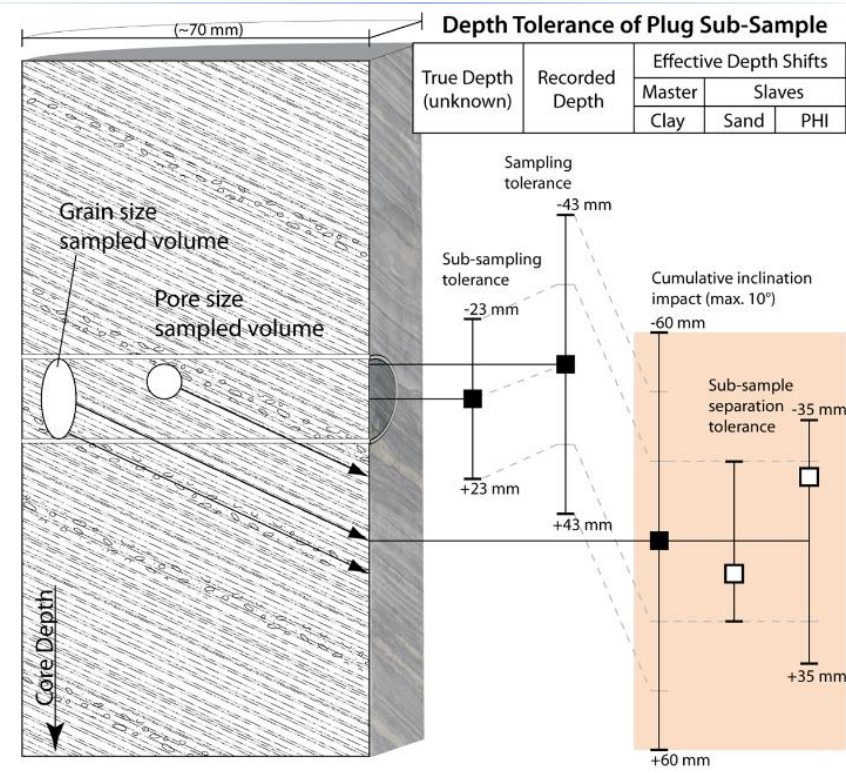 (~70 mm)
Depth Tolerance of Plug Sub-Sample
True Depth
(unknown)
Recorded
Depth
Effective Depth Shifts
Master
Slaves
Clay
Sand
PHI
Grain size
sampled volume
Pore size
sampled volume
Core Depth
Sampling
tolerance
-43 mm
+43 mm
Sub-sampling
tolerance
-23 mm
+23 mm
Cumulative inclination
impact (max. 10°)
-60 mm
+60 mm
Sub-sample
separation
tolerance
-35 mm
+35 mm